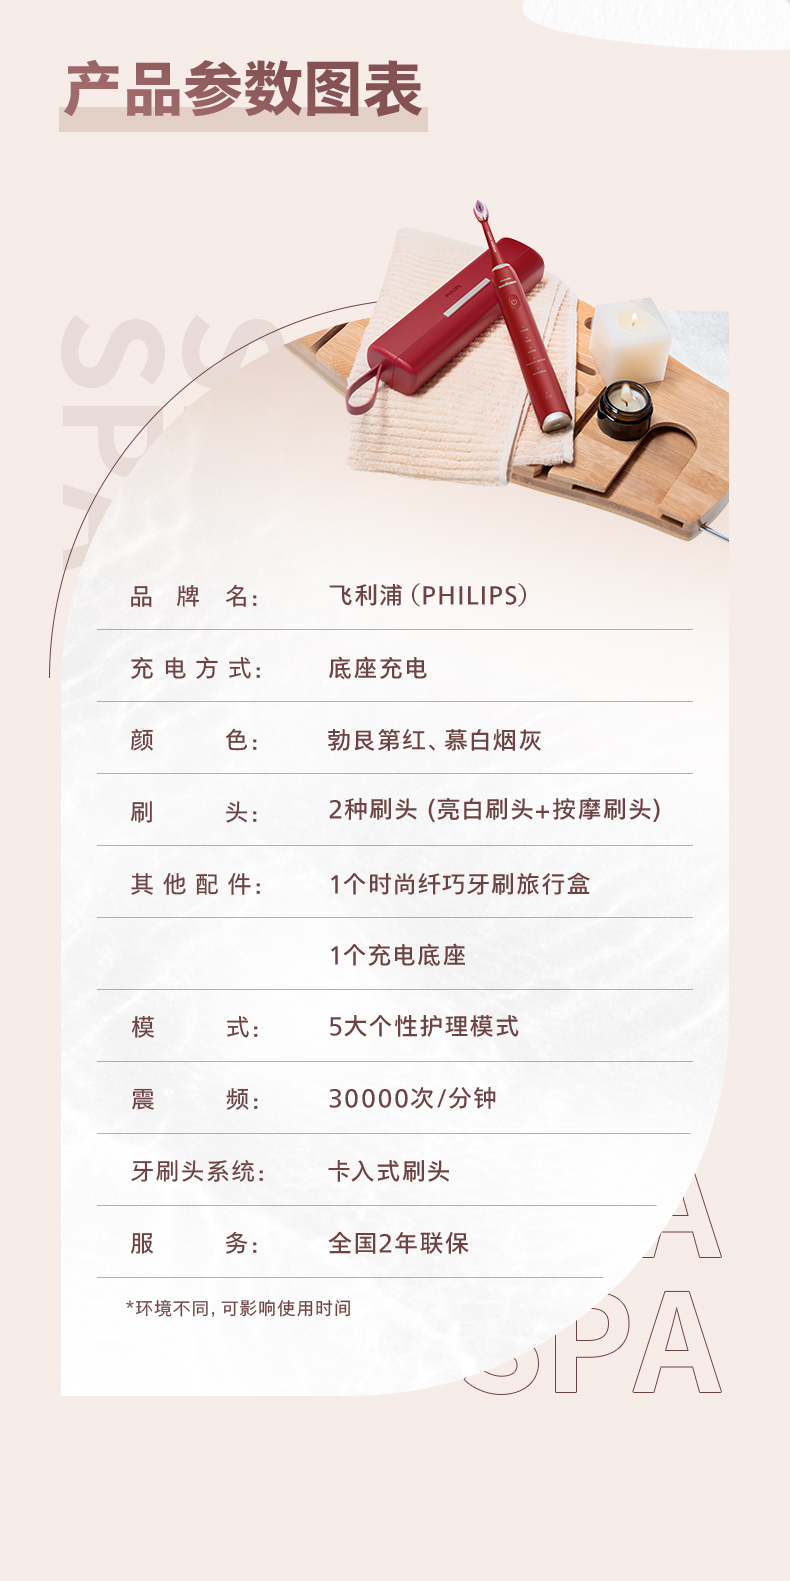 产品参数图表
SPA
SPA
品牌名： 飞利浦（PHILIPS）
充电方式： 底座充电
颜色： 勃艮第红、慕白烟灰
刷头： 2种刷头 (亮白刷头+按摩刷头)
其他配件： 1个时尚纤巧牙刷旅行盒
1个充电底座
模式： 5大个性护理模式
震频： 30000次/分钟
牙刷头系统： 卡入式刷头
服务： 全国2年联保
*环境不同，可影响使用时间
SPA